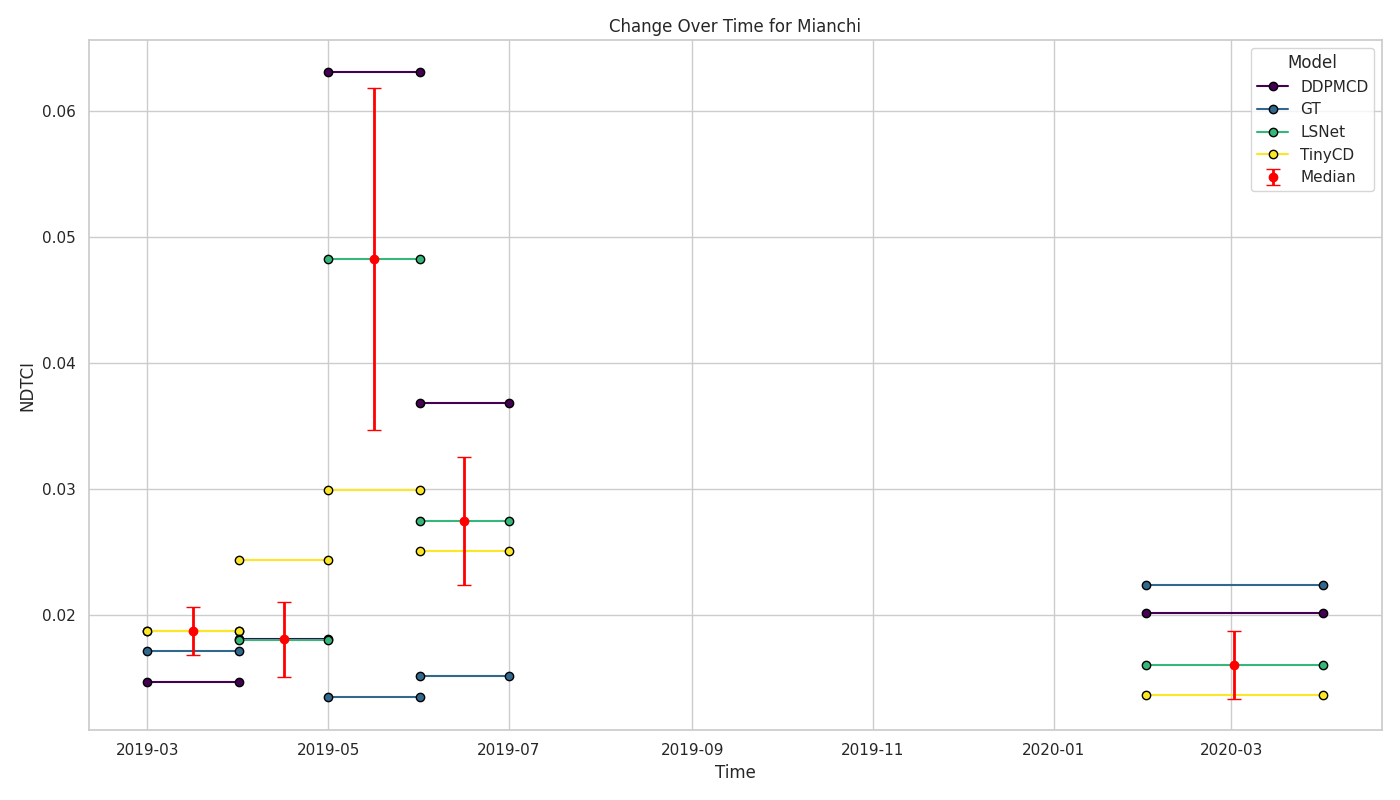 Change Over Time for Mianchi
Model
DDPMCD
GT
LSNet
TinyCD
Median
NDTCI
0.06
0.05
0.04
0.03
0.02
2019-03
2019-05
2019-07
2019-09
2019-11
2020-01
2020-03
Time